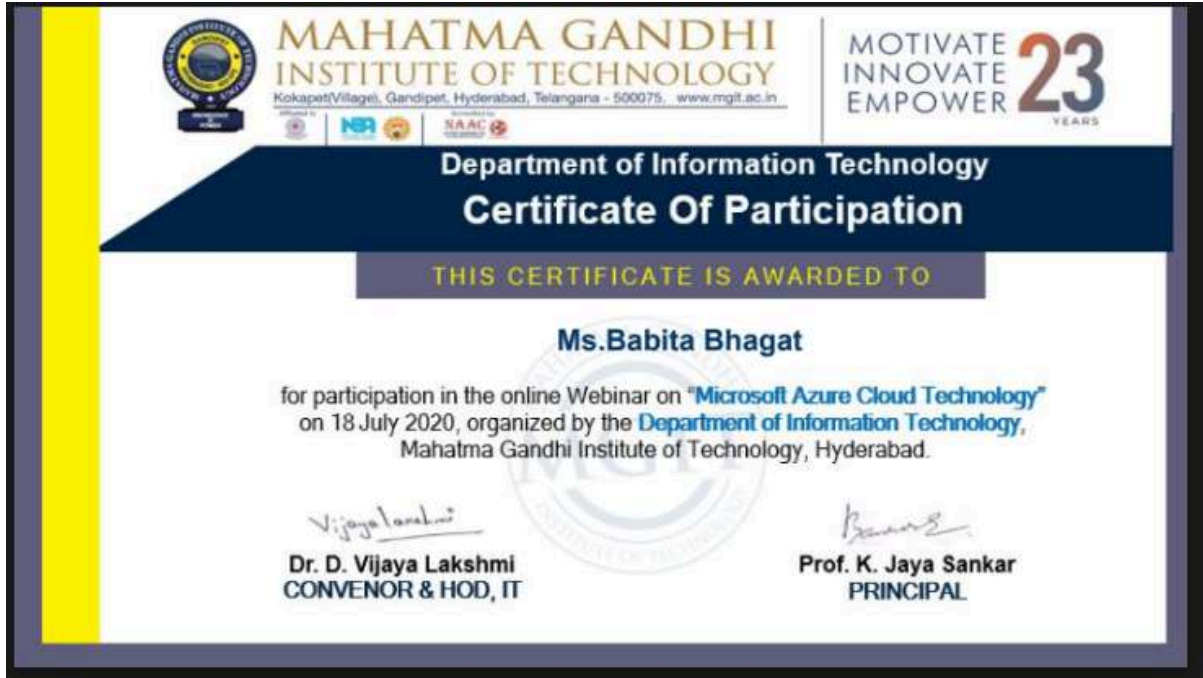 MAHATMA GANDHI
INSTITUTE OF TECHNOLOGY
Kokapet(Village), Gandipet, Hyderabad, Telangana - 500075. www.mgit.ac.in
NBA
NAAC
MOTIVATE
INNOVATE
EMPOWER
23
YEARS
Department of Information Technology
Certificate Of Participation
THIS CERTIFICATE IS AWARDED TO
Ms.Babita Bhagat
for participation in the online Webinar on "Microsoft Azure Cloud Technology"
on 18 July 2020, organized by the Department of Information Technology,
Mahatma Gandhi Institute of Technology, Hyderabad.
MGIT
Dr. D. Vijaya Lakshmi
CONVENOR & HOD, IT
Prof. K. Jaya Sankar
PRINCIPAL